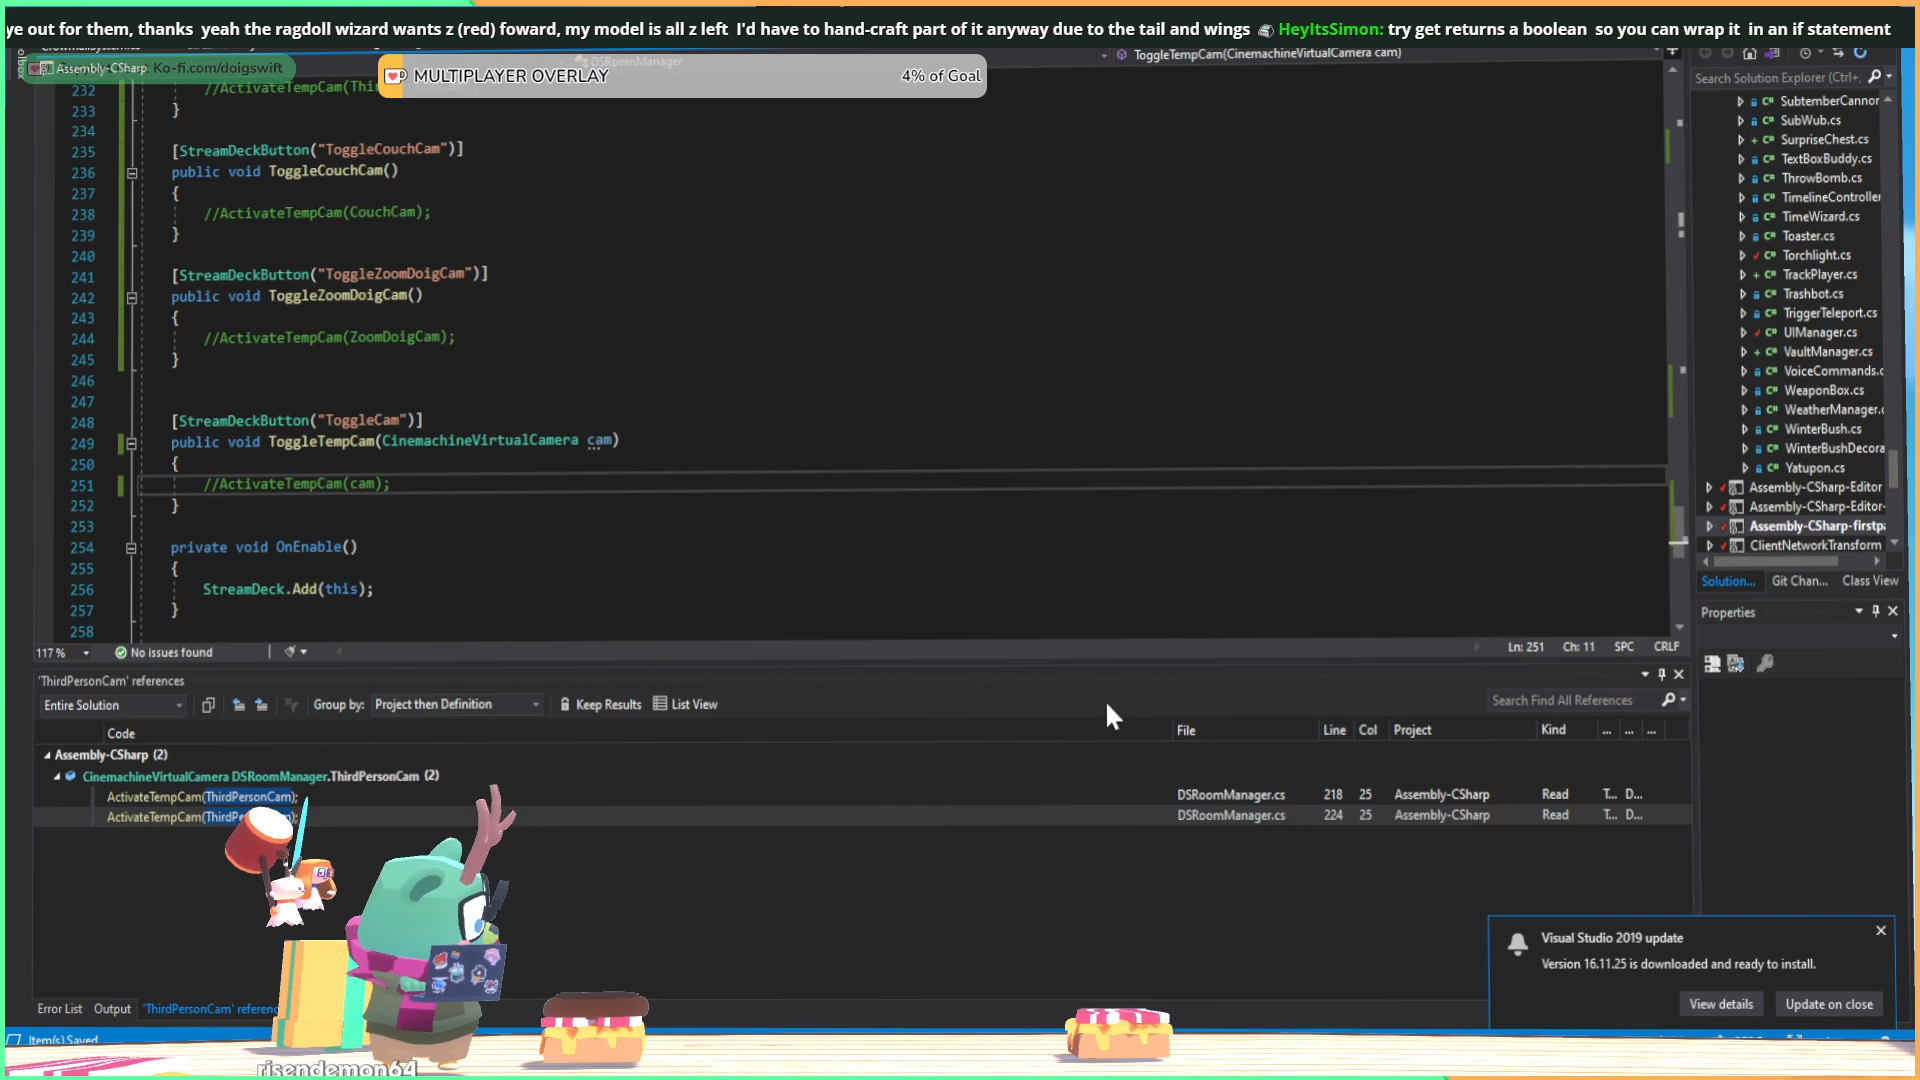 ye out for them, thanks  yeah the ragdoll wizard wants z (red) foward, my model is all z left  I'd have to hand-craft part of it anyway due to the tail and wings HeyItsSimon: try get returns a boolean  so you can wrap it  in an if statement
Assembly-CSharp
Ko-fi.com/doigswift
MULTIPLAYER OVERLAY
4% of Goal
DSRoomManager
ToggleTempCam(CinemachineVirtualCamera cam)
232 //ActivateTempCam(Thi
233 }
234
235 [StreamDeckButton("ToggleCouchCam")]
236 public void ToggleCouchCam()
237 {
238 //ActivateTempCam(CouchCam);
239 }
240
241 [StreamDeckButton("ToggleZoomDoigCam")]
242 public void ToggleZoomDoigCam()
243 {
244 //ActivateTempCam(ZoomDoigCam);
245 }
246
247
248 [StreamDeckButton("ToggleCam")]
249 public void ToggleTempCam(CinemachineVirtualCamera cam)
250 {
251 //ActivateTempCam(cam);
252 }
253
254 private void OnEnable()
255 {
256 StreamDeck.Add(this);
257 }
258
117 %
No issues found
Ln: 251 Ch: 11 SPC CRLF
Search Solution Explorer (Ctrl+;
C# SubtemberCannon
C# SubWub.cs
C# SurpriseChest.cs
C# TextBoxBuddy.cs
C# ThrowBomb.cs
C# TimelineController
C# TimeWizard.cs
C# Toaster.cs
C# Torchlight.cs
C# TrackPlayer.cs
C# Trashbot.cs
C# TriggerTeleport.cs
C# UIManager.cs
C# VaultManager.cs
C# VoiceCommands.c
C# WeaponBox.cs
C# WeatherManager.c
C# WinterBush.cs
C# WinterBushDecora
C# Yatupon.cs
Assembly-CSharp-Editor
Assembly-CSharp-Editor-
Assembly-CSharp-firstpa
ClientNetworkTransform
Solution... Git Chan... Class View
Properties
'ThirdPersonCam' references
Entire Solution
Group by: Project then Definition
Keep Results
List View
Search Find All References
Code File Line Col Project Kind ... ... ...
Assembly-CSharp (2)
CinemachineVirtualCamera DSRoomManager.ThirdPersonCam (2)
ActivateTempCam(ThirdPersonCam); DSRoomManager.cs 218 25 Assembly-CSharp Read T... D...
ActivateTempCam(ThirdPe DSRoomManager.cs 224 25 Assembly-CSharp Read T... D...
Visual Studio 2019 update
Version 16.11.25 is downloaded and ready to install.
View details
Update on close
Error List Output 'ThirdPersonCam' referenc
Item(s) Saved
risendemon64